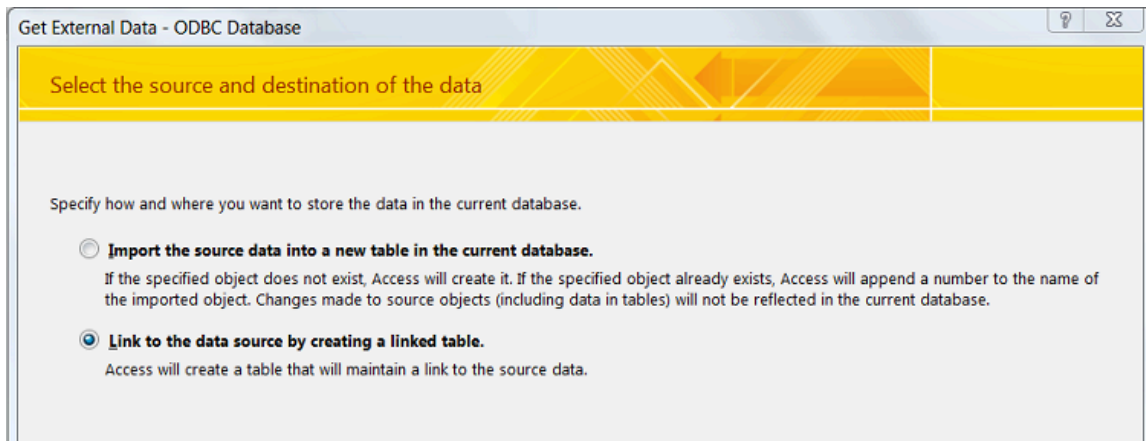 Get External Data - ODBC Database
Select the source and destination of the data
Specify how and where you want to store the data in the current database.
Import the source data into a new table in the current database.
If the specified object does not exist, Access will create it. If the specified object already exists, Access will append a number to the name of
the imported object. Changes made to source objects (including data in tables) will not be reflected in the current database.
Link to the data source by creating a linked table.
Access will create a table that will maintain a link to the source data.